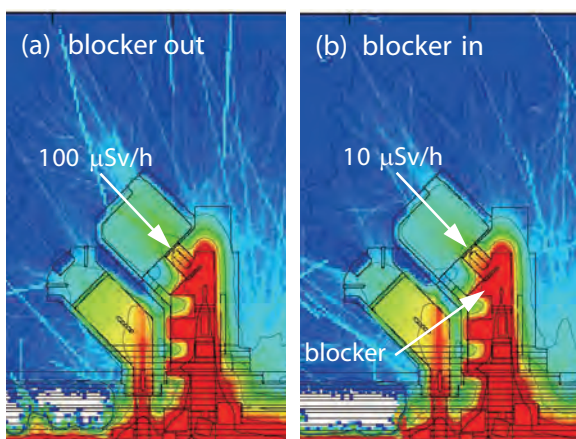 (a) blocker out
100 μSv/h
(b) blocker in
10 μSv/h
blocker